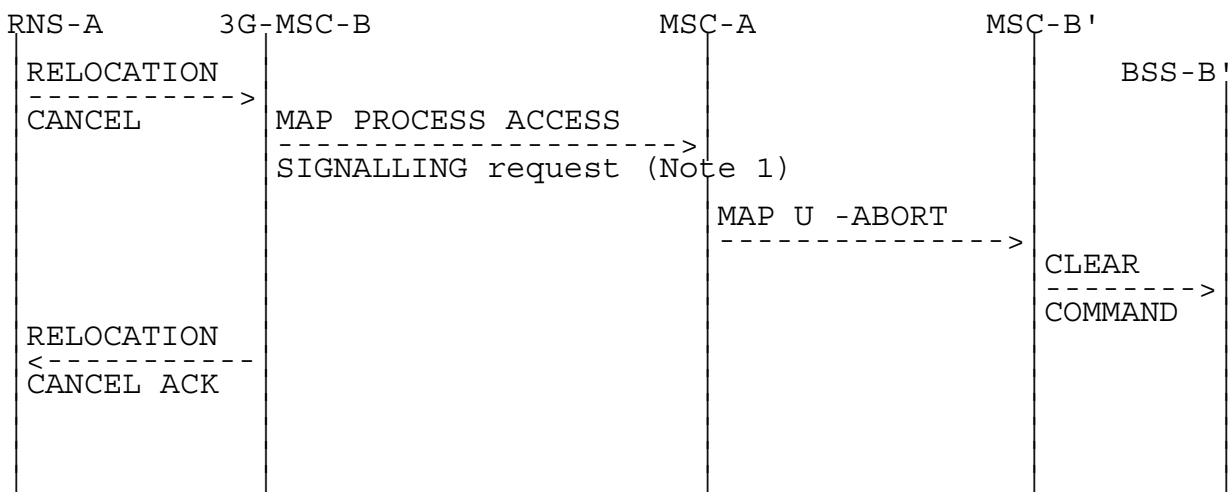 RNS-A 3G-MSC-B MSC-A MSC-B'
RELOCATION BSS-B'
----------->
CANCEL MAP PROCESS ACCESS
--------------------->
SIGNALLING request (Note 1)
MAP U -ABORT
--------------->
CLEAR
-------->
RELOCATION COMMAND
<-----------
CANCEL ACK